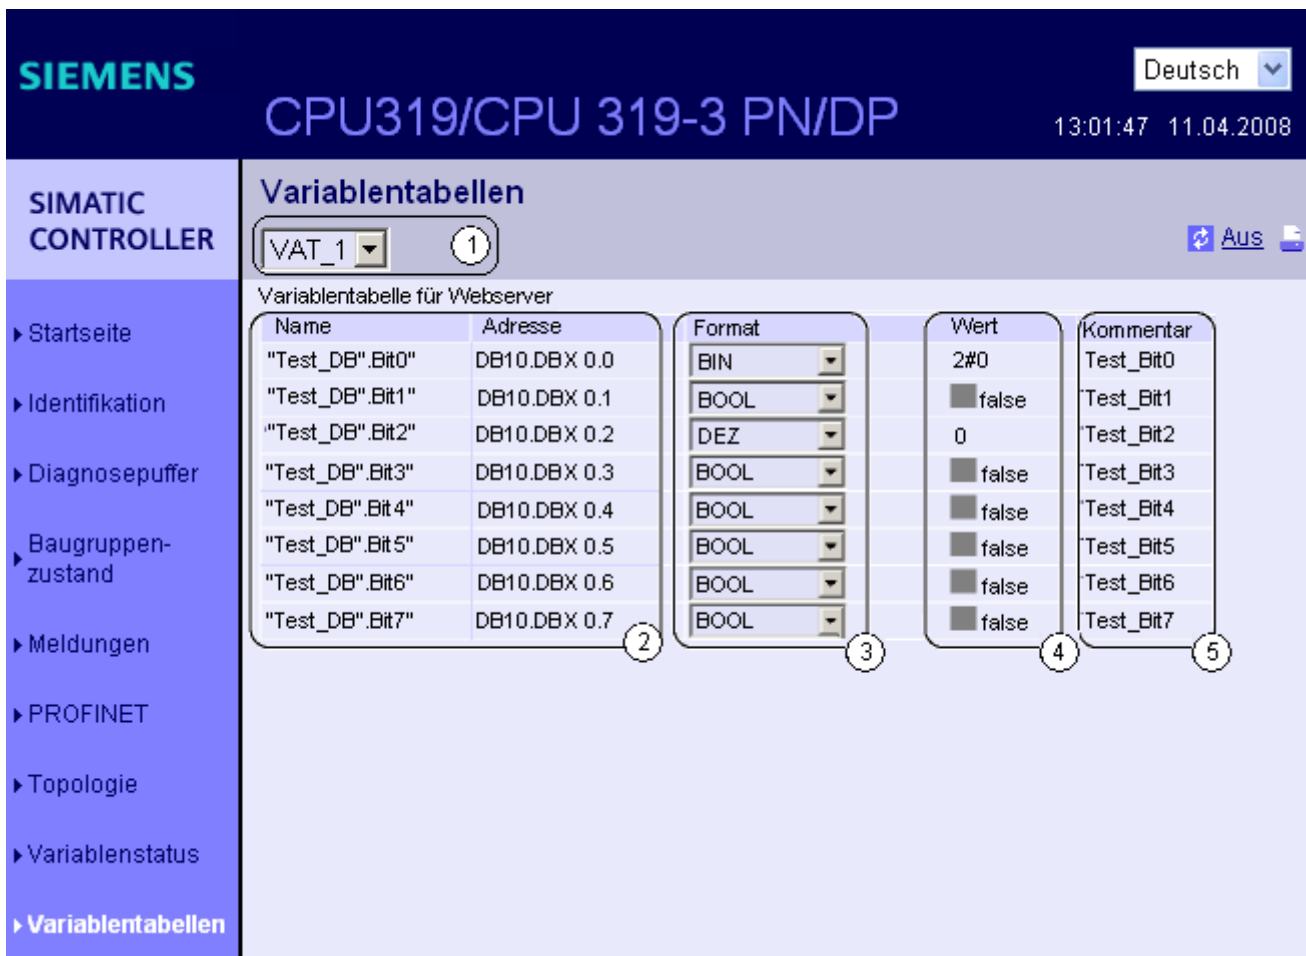 SIEMENS
Deutsch
CPU319/CPU 319-3 PN/DP
13:01:47 11.04.2008
SIMATIC
CONTROLLER
Variablentabellen
VAT_1
1
Aus
Startseite
Identifikation
Diagnosepuffer
Baugruppen-
zustand
Meldungen
PROFINET
Topologie
Variablenstatus
Variablentabellen
Variablentabelle für Webserver
Name Adresse Format Wert Kommentar
"Test_DB".Bit0" DB10.DBX 0.0 BIN 2#0 Test_Bit0
"Test_DB".Bit1" DB10.DBX 0.1 BOOL false Test_Bit1
"Test_DB".Bit2" DB10.DBX 0.2 DEZ 0 Test_Bit2
"Test_DB".Bit3" DB10.DBX 0.3 BOOL false Test_Bit3
"Test_DB".Bit4" DB10.DBX 0.4 BOOL false Test_Bit4
"Test_DB".Bit5" DB10.DBX 0.5 BOOL false Test_Bit5
"Test_DB".Bit6" DB10.DBX 0.6 BOOL false Test_Bit6
"Test_DB".Bit7" DB10.DBX 0.7 BOOL false Test_Bit7
2 3 4 5